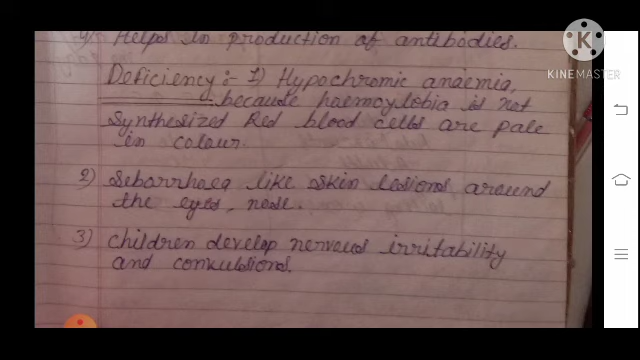 4) Helps in production of antibodies.
KINEMASTER
Deficiency :- 1) Hypochromic anaemia,
because haemoylobia is not
synthesized Red blood cells are pale
in colour.
2) Seborrhoea like skin lesions, around
the eyes, nose.
3) children develop nervous irritability
and convulsions.